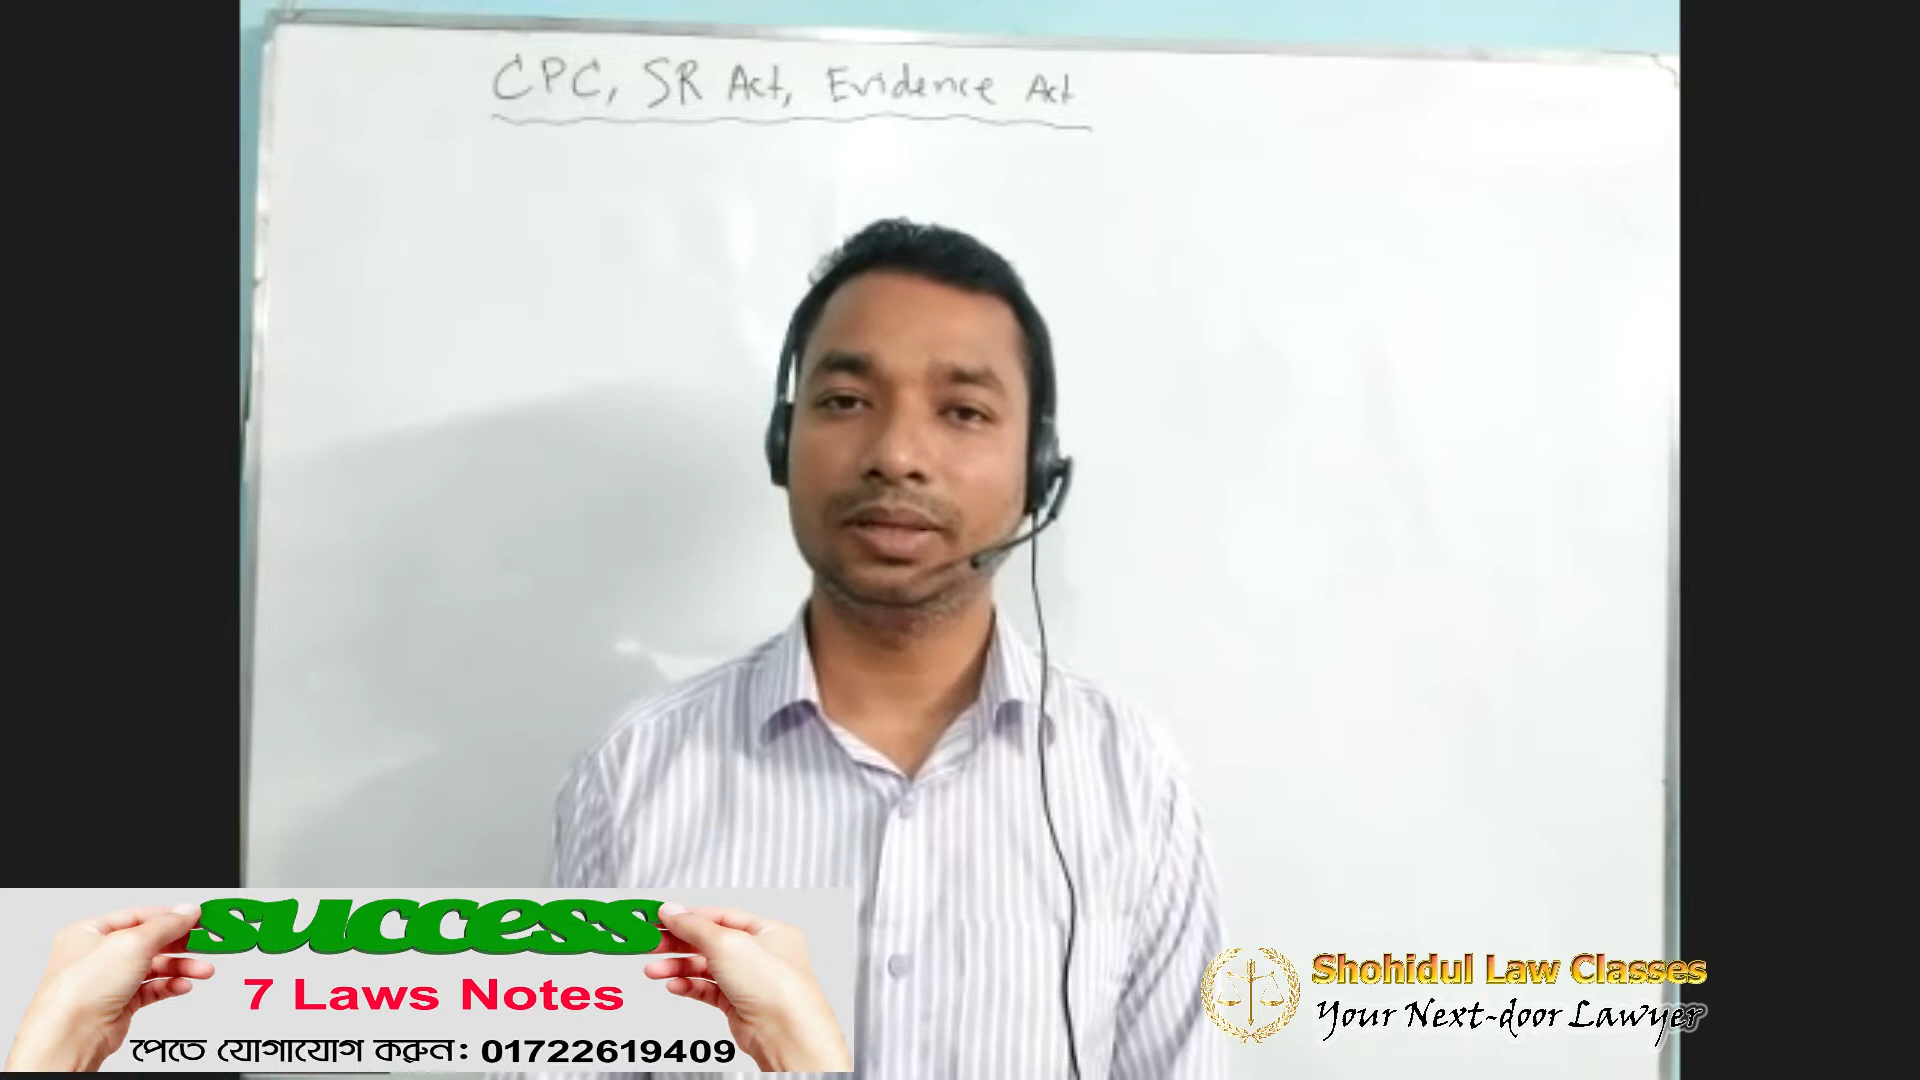 CPC, SR Act, Evidence Act
success
7 Laws Notes
পেতে যোগাযোগ করুন: 01722619409
Shohidul Law Classes
Your Next-door Lawyer